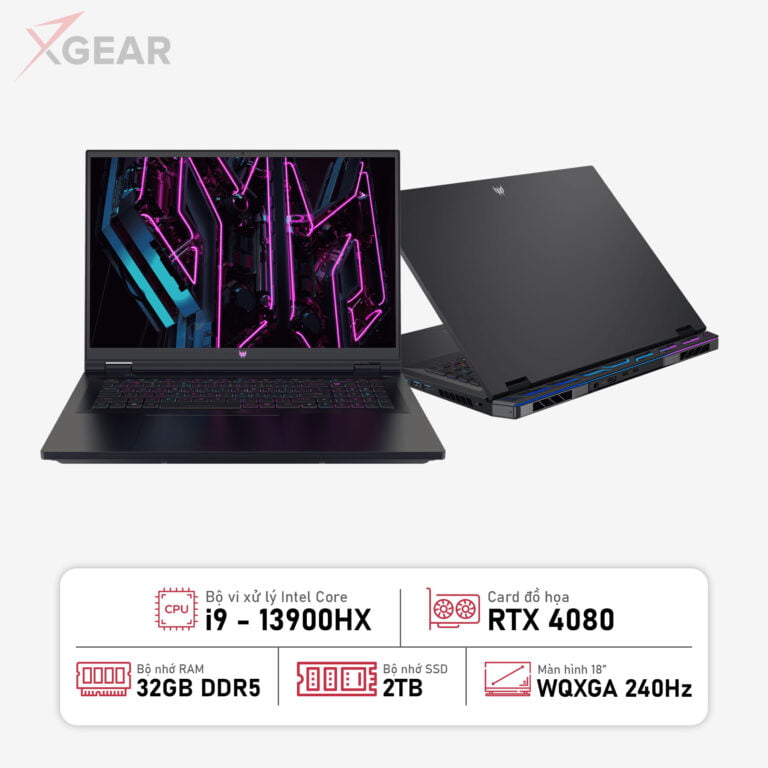 XGEAR
CPU
Bộ vi xử lý Intel Core
i9 - 13900HX
Card đồ họa
RTX 4080
Bộ nhớ RAM
32GB DDR5
Bộ nhớ SSD
2TB
Màn hình 18"
WQXGA 240Hz